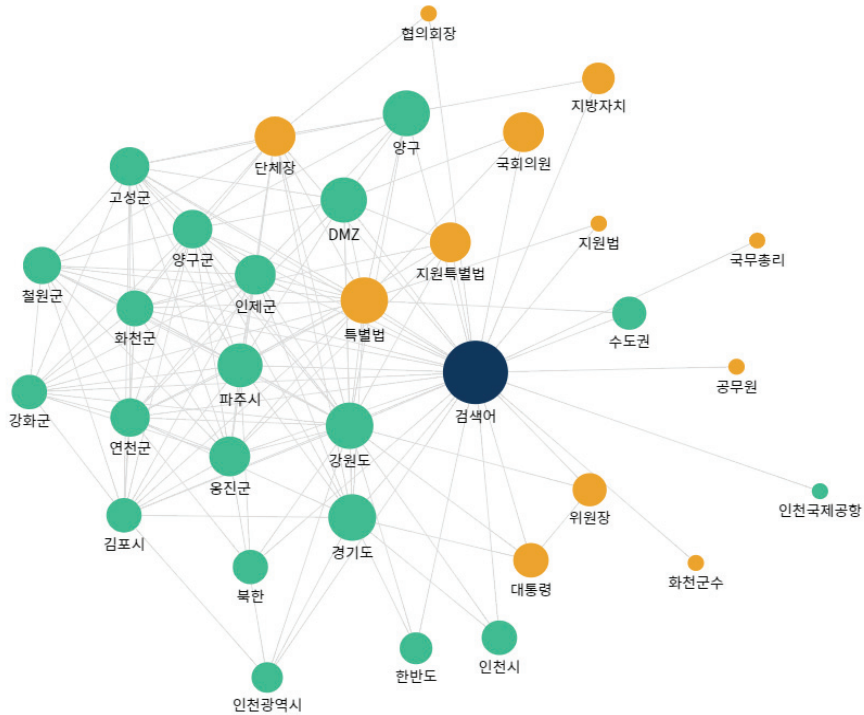 협의회장
지방자치
양구
국회의원
단체장
고성군
DMZ
양구군
지원법
국무총리
지원특별법
철원군
인제군
화천군
특별법
수도권
파주시
공무원
강화군
검색어
연천군
강원도
옹진군
인천국제공항
위원장
김포시
경기도
화천군수
대통령
북한
한반도
인천시
인천광역시